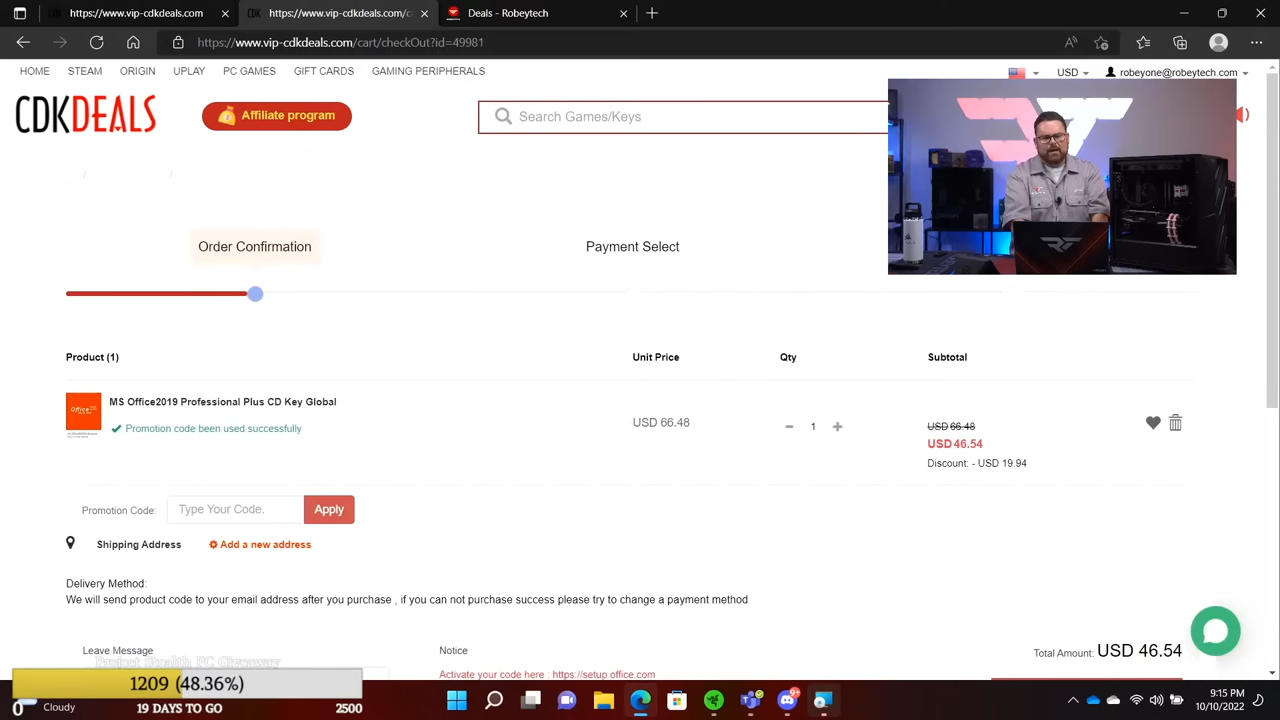 https://www.vip-cdkdeals.com
https://www.vip-cdkdeals.com/c
Deals - Robeytech
https://www.vip-cdkdeals.com/cart/checkOut?id=49981
HOME STEAM ORIGIN UPLAY PC GAMES GIFT CARDS GAMING PERIPHERALS
USD
robeyone@robeytech.com
CDKDEALS
Affiliate program
Search Games/Keys
Order Confirmation
Payment Select
Product (1) Unit Price Qty Subtotal
MS Office2019 Professional Plus CD Key Global
Promotion code been used successfully
USD 66.48
1
USD 66.48
USD 46.54
Discount: - USD 19.94
Promotion Code: Type Your Code. Apply
Shipping Address Add a new address
Delivery Method:
We will send product code to your email address after you purchase , if you can not purchase success please try to change a payment method
Leave Message
Notice
Total Amount: USD 46.54
Project Stealth PC Giveaway
Activate your code here : https://setup.office.com
1209 (48.36%)
0 19 DAYS TO GO 2500
Cloudy
9:15 PM
10/10/2022